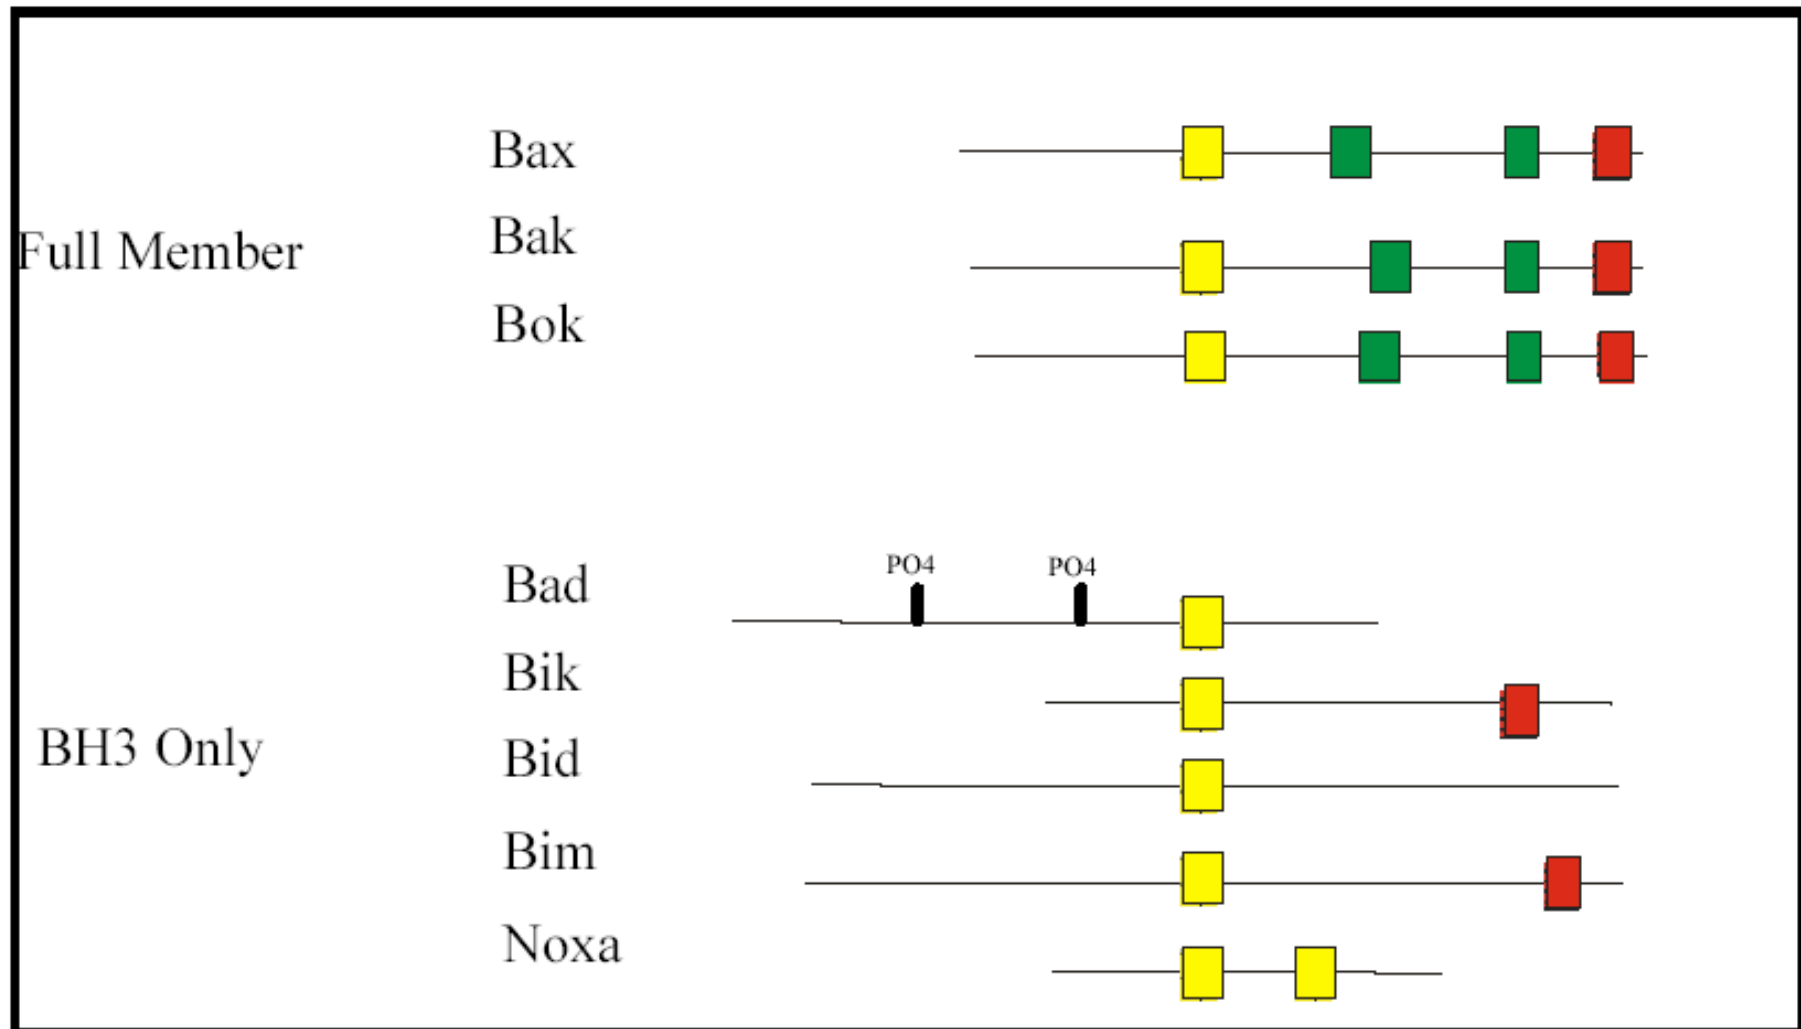 Bax
Bak
Full Member
Bok
PO4 PO4
Bad
Bik
BH3 Only
Bid
Bim
Noxa